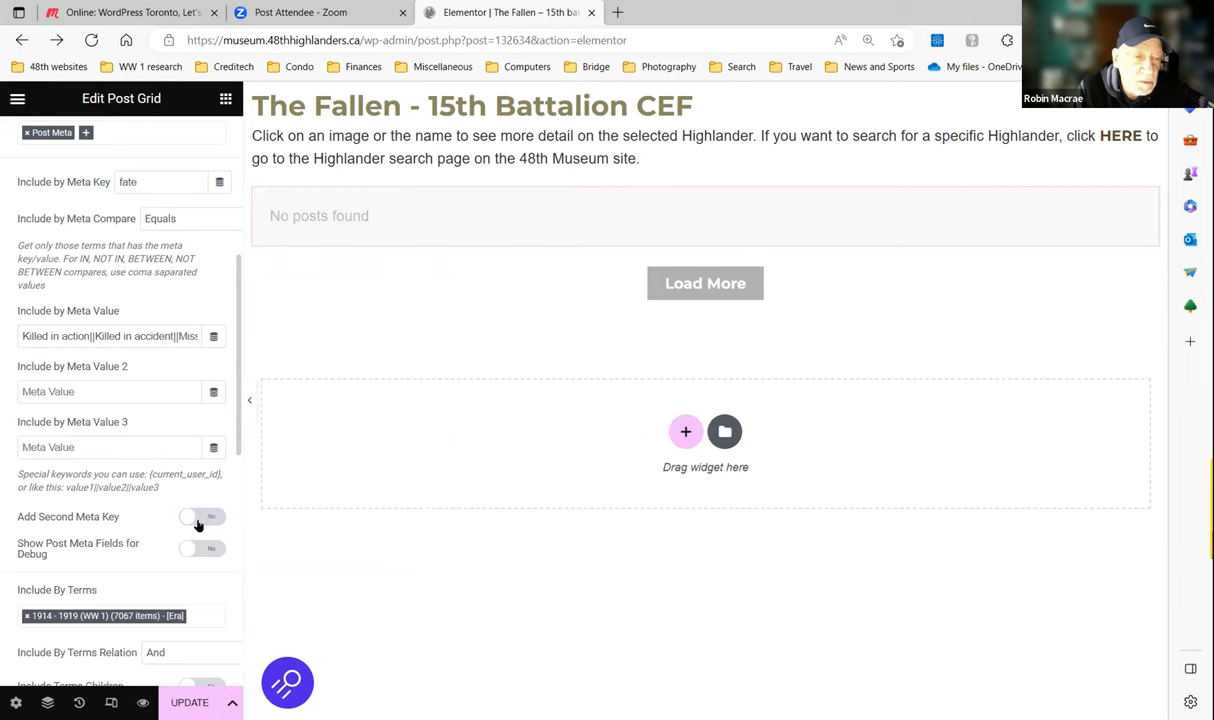 Online: WordPress Toronto, Let's
Post Attendee - Zoom
Elementor | The Fallen – 15th bat
https://museum.48thhighlanders.ca/wp-admin/post.php?post=132634&action=elementor
48th websites
WW 1 research
Creditech
Condo
Finances
Miscellaneous
Computers
Bridge
Photography
Search
Travel
News and Sports
My files - OneDriv
Robin Macrae
Edit Post Grid
× Post Meta
Include by Meta Key
fate
Include by Meta Compare
Equals
Get only those terms that has the meta
key/value. For IN, NOT IN, BETWEEN, NOT
BETWEEN compares, use coma saparated
values
Include by Meta Value
Killed in action||Killed in accident||Miss
Include by Meta Value 2
Meta Value
Include by Meta Value 3
Meta Value
Special keywords you can use: {current_user_id},
or like this: value1||value2||value3
Add Second Meta Key
No
Show Post Meta Fields for
Debug
No
Include By Terms
× 1914 - 1919 (WW 1) (7067 items) - [Era]
Include By Terms Relation
And
Include Terms Children
UPDATE
The Fallen - 15th Battalion CEF
Click on an image or the name to see more detail on the selected Highlander. If you want to search for a specific Highlander, click HERE to
go to the Highlander search page on the 48th Museum site.
No posts found
Load More
Drag widget here